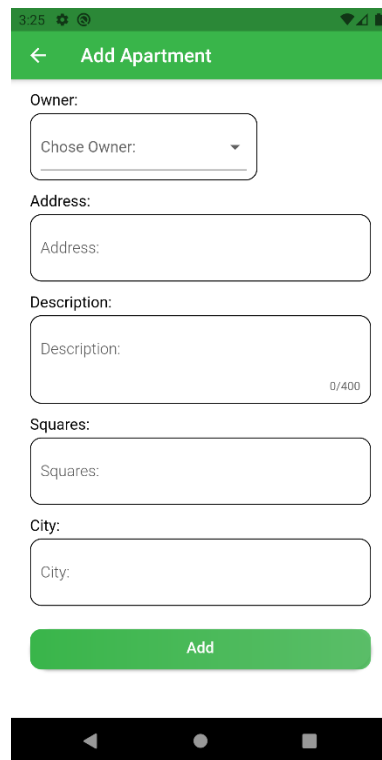 3:25
Add Apartment
Owner:
Chose Owner:
Address:
Address:
Description:
Description:
0/400
Squares:
Squares:
City:
City:
Add